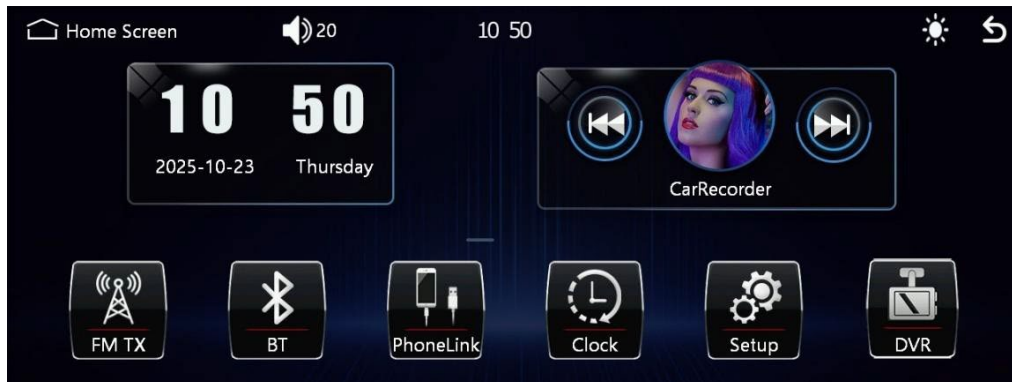 Home Screen 20 10 50
10 50
2025-10-23 Thursday
CarRecorder
FM TX BT PhoneLink Clock Setup DVR